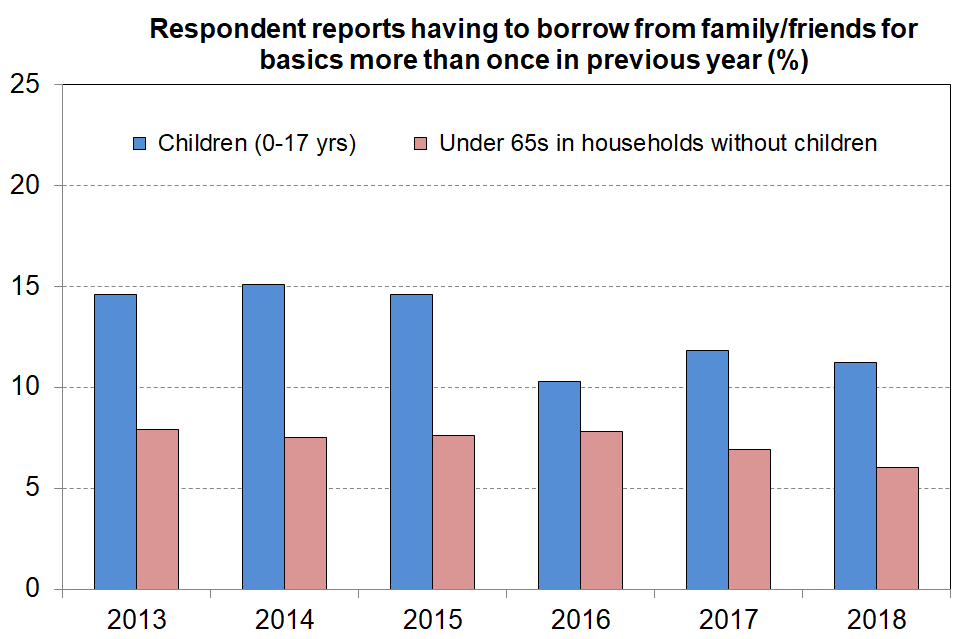 Respondent reports having to borrow from family/friends for
basics more than once in previous year (%)
25
Children (0-17 yrs) Under 65s in households without children
20
15
10
5
0
2013 2014 2015 2016 2017 2018